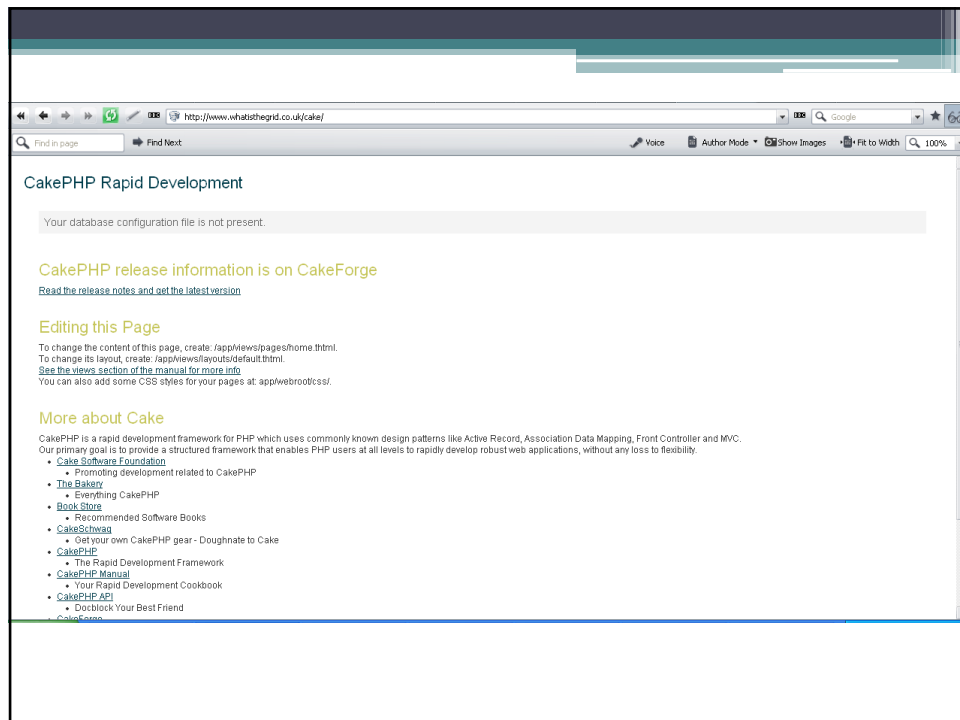 http://www.whatisthegrid.co.uk/cake/
Google
Find in page
Find Next
Voice
Author Mode
Show Images
Fit to Width
100%
CakePHP Rapid Development
Your database configuration file is not present.
CakePHP release information is on CakeForge
Read the release notes and get the latest version
Editing this Page
To change the content of this page, create: /app/views/pages/home.thtml.
To change its layout, create: /app/views/layouts/default.thtml.
See the views section of the manual for more info
You can also add some CSS styles for your pages at: app/webroot/css/.
More about Cake
CakePHP is a rapid development framework for PHP which uses commonly known design patterns like Active Record, Association Data Mapping, Front Controller and MVC.
Our primary goal is to provide a structured framework that enables PHP users at all levels to rapidly develop robust web applications, without any loss to flexibility.
• Cake Software Foundation
• Promoting development related to CakePHP
• The Bakery
• Everything CakePHP
• Book Store
• Recommended Software Books
• CakeSchwag
• Get your own CakePHP gear - Doughnate to Cake
• CakePHP
• The Rapid Development Framework
• CakePHP Manual
• Your Rapid Development Cookbook
• CakePHP API
• Docblock Your Best Friend
• CakeForge